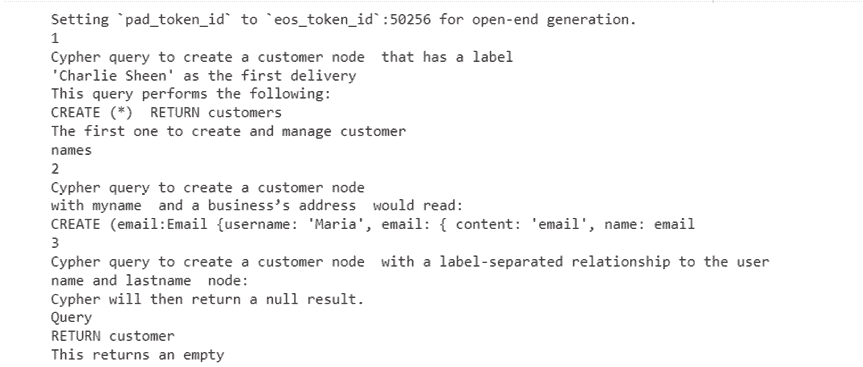 Setting `pad_token_id` to `eos_token_id`:50256 for open-end generation.
1
Cypher query to create a customer node  that has a label
'Charlie Sheen' as the first delivery
This query performs the following:
CREATE (*)  RETURN customers
The first one to create and manage customer
names
2
Cypher query to create a customer node
with myname  and a business’s address  would read:
CREATE (email:Email {username: 'Maria', email: { content: 'email', name: email
3
Cypher query to create a customer node  with a label-separated relationship to the user
name and lastname  node:
Cypher will then return a null result.
Query
RETURN customer
This returns an empty